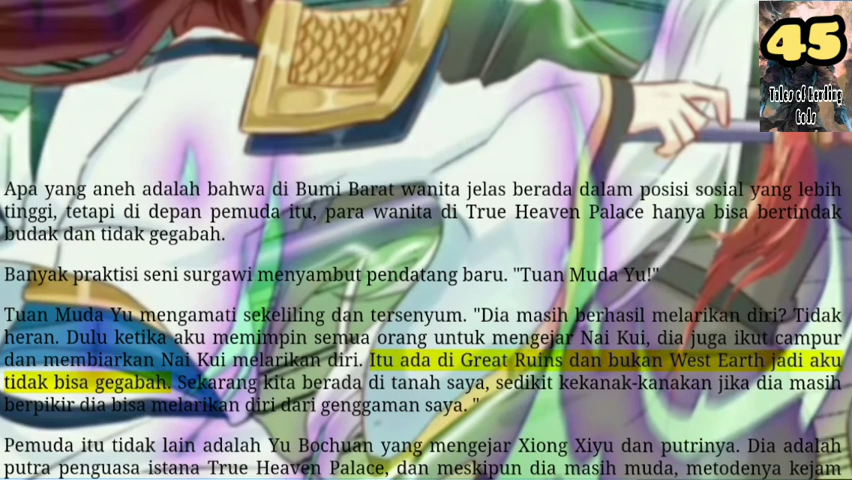 45
Tales of Herding
Gods
Apa yang aneh adalah bahwa di Bumi Barat wanita jelas berada dalam posisi sosial yang lebih
tinggi, tetapi di depan pemuda itu, para wanita di True Heaven Palace hanya bisa bertindak
budak dan tidak gegabah.
Banyak praktisi seni surgawi menyambut pendatang baru. "Tuan Muda Yu!"
Tuan Muda Yu mengamati sekeliling dan tersenyum. "Dia masih berhasil melarikan diri? Tidak
heran. Dulu ketika aku memimpin semua orang untuk mengejar Nai Kui, dia juga ikut campur
dan membiarkan Nai Kui melarikan diri. Itu ada di Great Ruins dan bukan West Earth jadi aku
tidak bisa gegabah. Sekarang kita berada di tanah saya, sedikit kekanak-kanakan jika dia masih
berpikir dia bisa melarikan diri dari genggaman saya. "
Pemuda itu tidak lain adalah Yu Bochuan yang mengejar Xiong Xiyu dan putrinya. Dia adalah
putra penguasa istana True Heaven Palace, dan meskipun dia masih muda, metodenya kejam